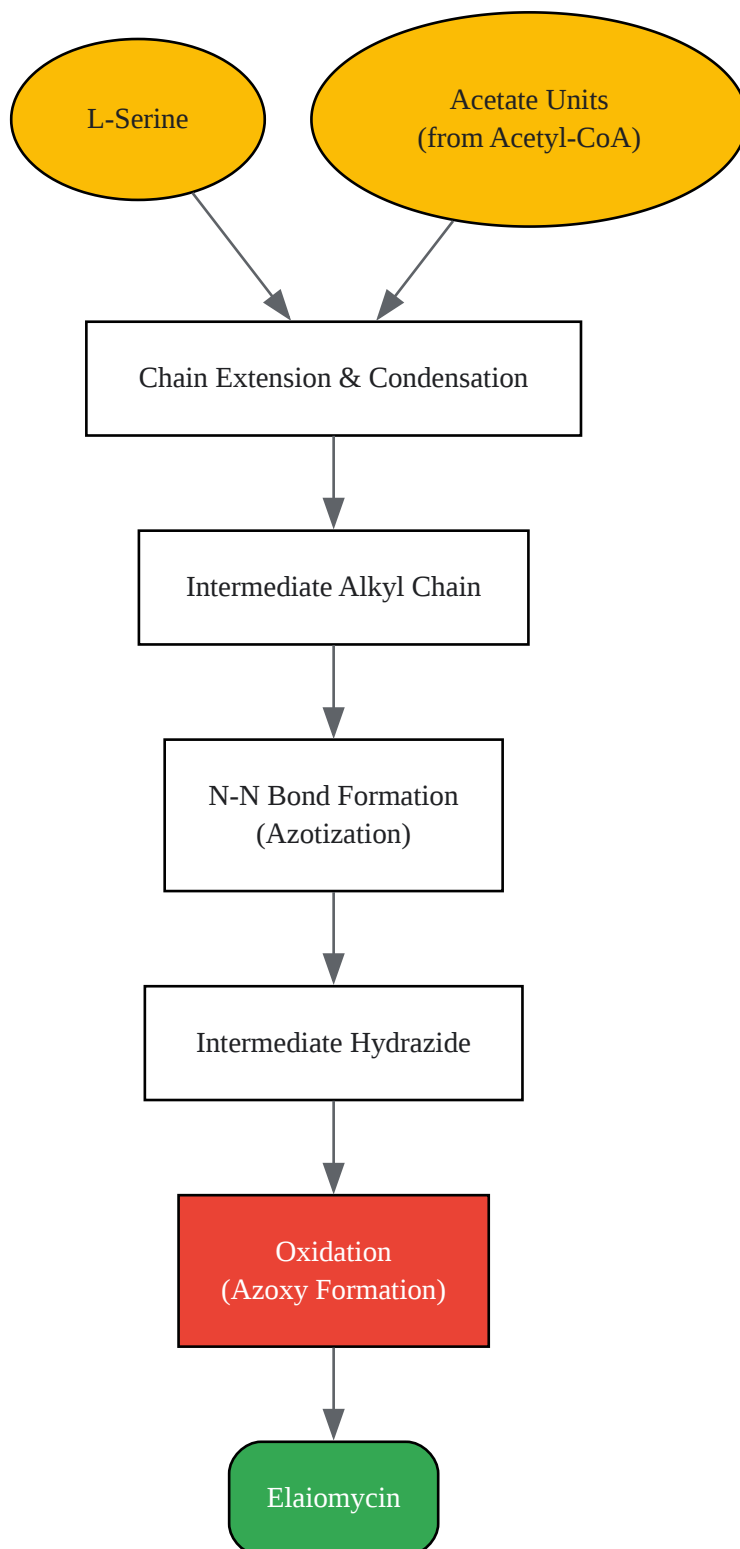 L-Serine
Acetate Units
(from Acetyl-CoA)
Chain Extension & Condensation
Intermediate Alkyl Chain
N-N Bond Formation
(Azotization)
Intermediate Hydrazide
Oxidation
(Azoxy Formation)
Elaiomycin